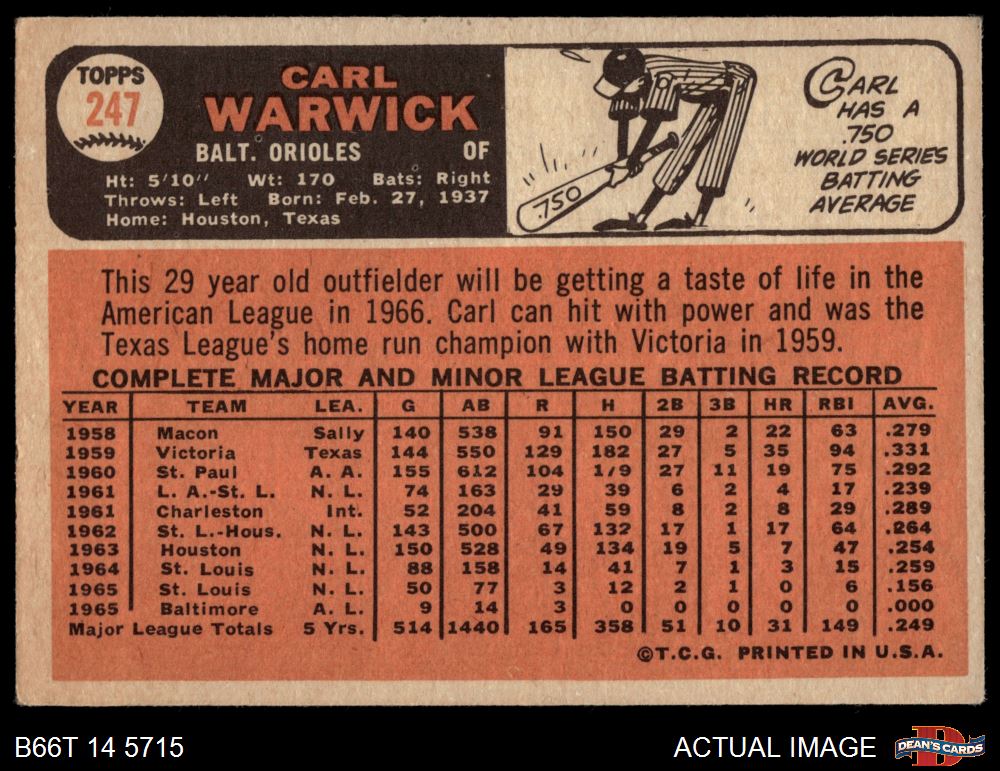 TOPPS
247
CARL
WARWICK
BALT. ORIOLES OF
Ht: 5'10" Wt: 170 Bats: Right
Throws: Left Born: Feb. 27, 1937
Home: Houston, Texas
.750
CARL
HAS A
.750
WORLD SERIES
BATTING
AVERAGE
This 29 year old outfielder will be getting a taste of life in the
American League in 1966. Carl can hit with power and was the
Texas League's home run champion with Victoria in 1959.
COMPLETE MAJOR AND MINOR LEAGUE BATTING RECORD
YEAR TEAM LEA. G AB R H 2B 3B HR RBI AVG.
1958 Macon Sally 140 538 91 150 29 2 22 63 .279
1959 Victoria Texas 144 550 129 182 27 5 35 94 .331
1960 St. Paul A. A. 155 612 104 1/9 27 11 19 75 .292
1961 L. A.-St. L. N. L. 74 163 29 39 6 2 4 17 .239
1961 Charleston Int. 52 204 41 59 8 2 8 29 .289
1962 St. L.-Hous. N. L. 143 500 67 132 17 1 17 64 .264
1963 Houston N. L. 150 528 49 134 19 5 7 47 .254
1964 St. Louis N. L. 88 158 14 41 7 1 3 15 .259
1965 St. Louis N. L. 50 77 3 12 2 1 0 6 .156
1965 Baltimore A. L. 9 14 3 0 0 0 0 0 .000
Major League Totals 5 Yrs. 514 1440 165 358 51 10 31 149 .249
©T.C.G. PRINTED IN U.S.A.
B66T 14 5715
ACTUAL IMAGE
D
DEAN'S CARDS